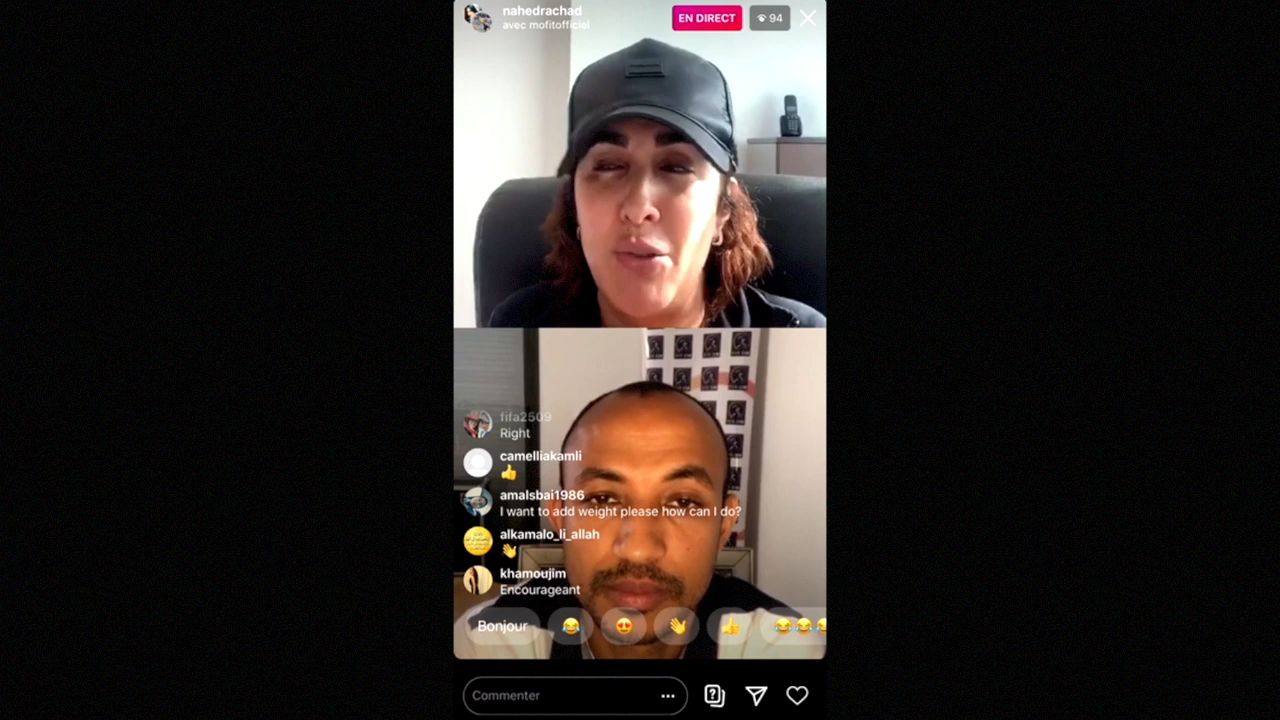 nahedrachad
avec mofitofficiel
EN DIRECT
94
fifa2509
Right
camelliakamli
👍
amalsbai1986
I want to add weight please how can I do?
alkamalo_li_allah
👋
khamoujim
Encourageant
Bonjour 😂 😍 👋 👍 😂😂😂
Commenter